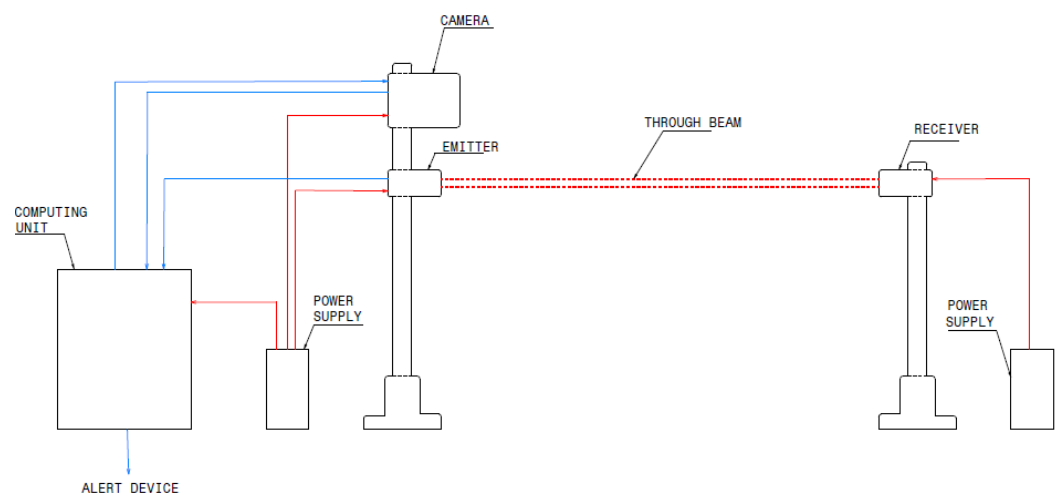 CAMERA
THROUGH BEAM
RECEIVER
EMITTER
COMPUTING
UNIT
POWER
SUPPLY
POWER
SUPPLY
ALERT DEVICE